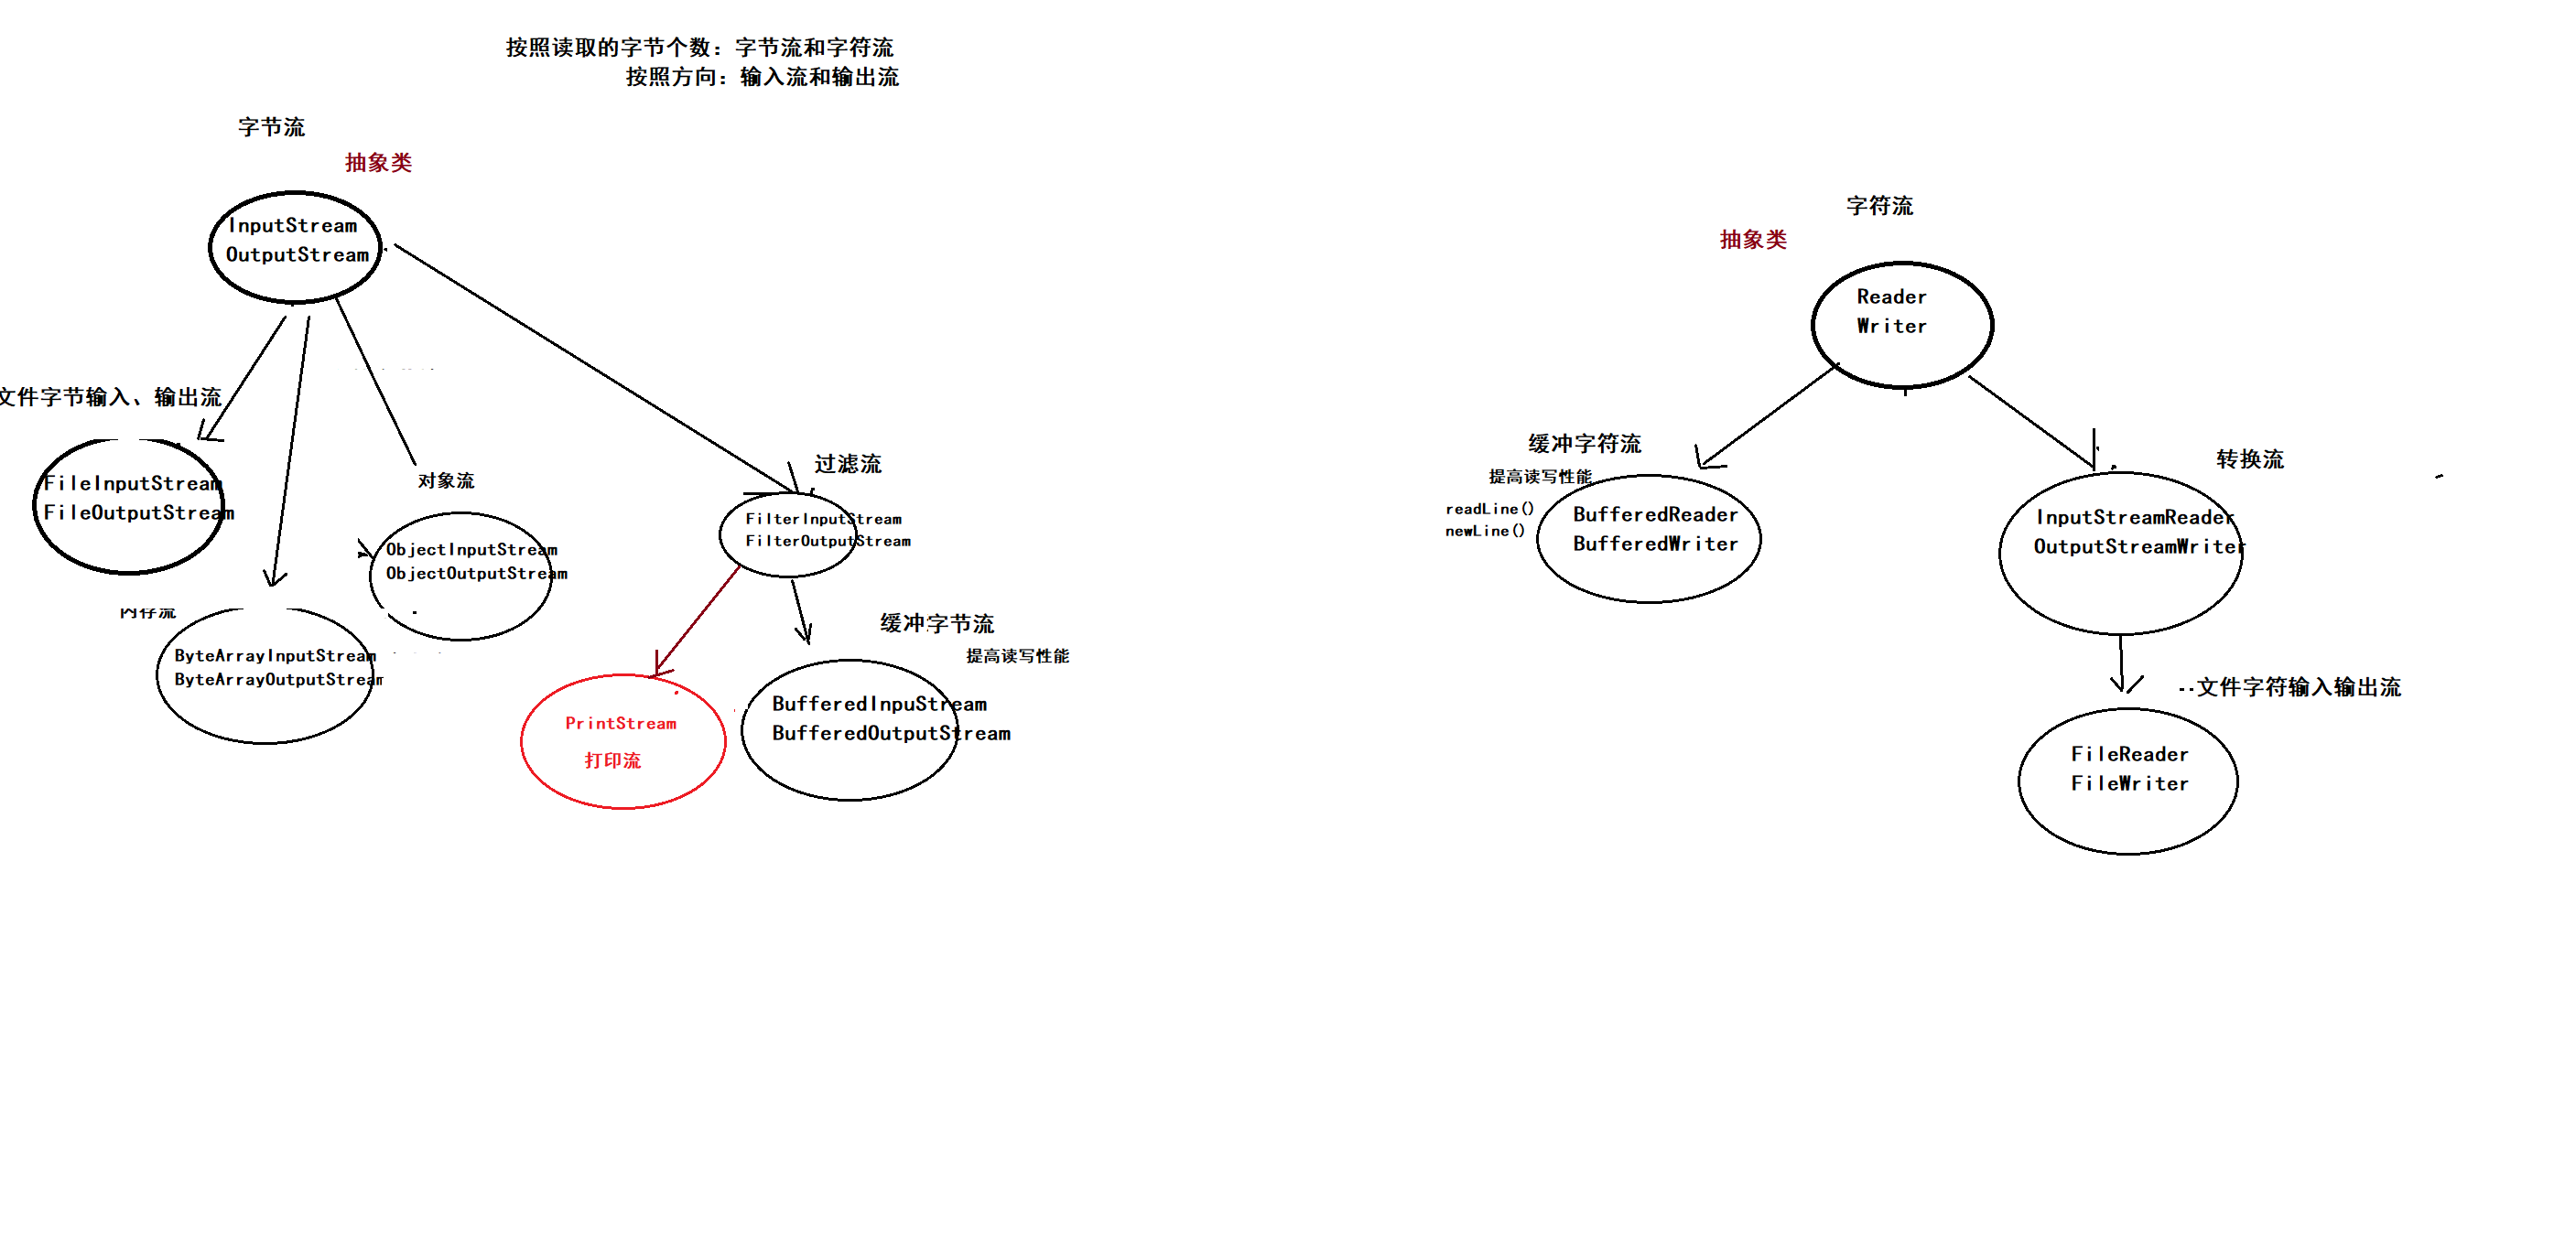 按照读取的字节个数：字节流和字符流
按照方向：输入流和输出流
字节流
抽象类
InputStream
OutputStream
文件字节输入、输出流
FileInputStream
FileOutputStream
对象流
ObjectInputStream
ObjectOutputStream
内存流
ByteArrayInputStream
ByteArrayOutputStream
过滤流
FilterInputStream
FilterOutputStream
缓冲字节流
提高读写性能
PrintStream
打印流
BufferedInpuStream
BufferedOutputStream
字符流
抽象类
Reader
Writer
缓冲字符流
提高读写性能
readLine()
newLine()
BufferedReader
BufferedWriter
转换流
InputStreamReader
OutputStreamWriter
文件字符输入输出流
FileReader
FileWriter